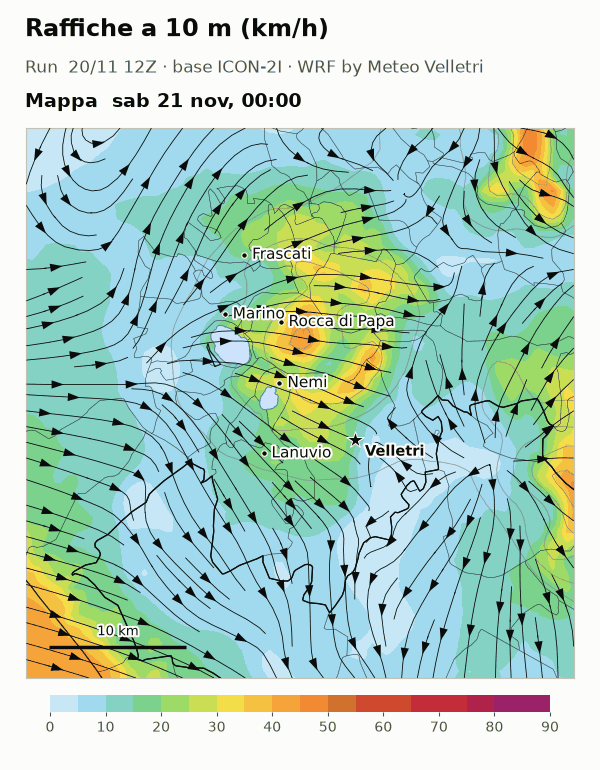 Raffiche a 10 m (km/h)
Run  20/11 12Z · base ICON-2I · WRF by Meteo Velletri
Mappa  sab 21 nov, 00:00
Frascati
Marino
Rocca di Papa
Nemi
Lanuvio
Velletri
10 km
0 10 20 30 40 50 60 70 80 90